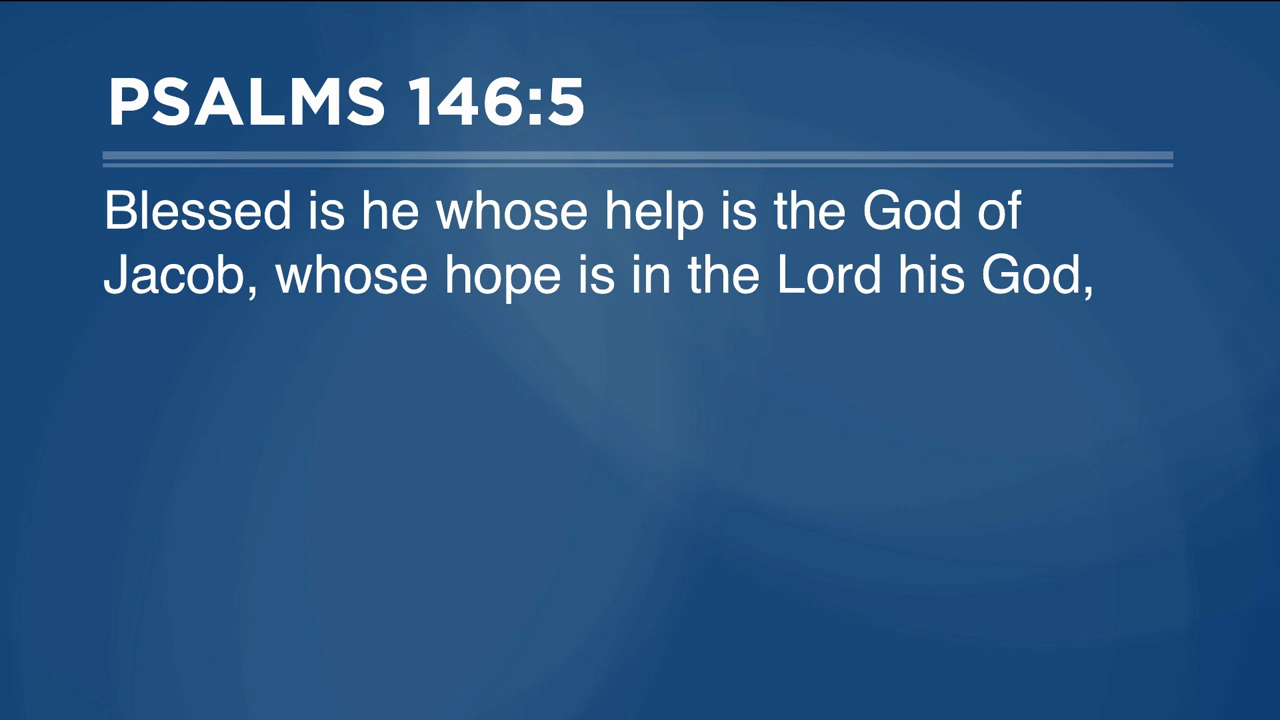 PSALMS 146:5
Blessed is he whose help is the God of
Jacob, whose hope is in the Lord his God,